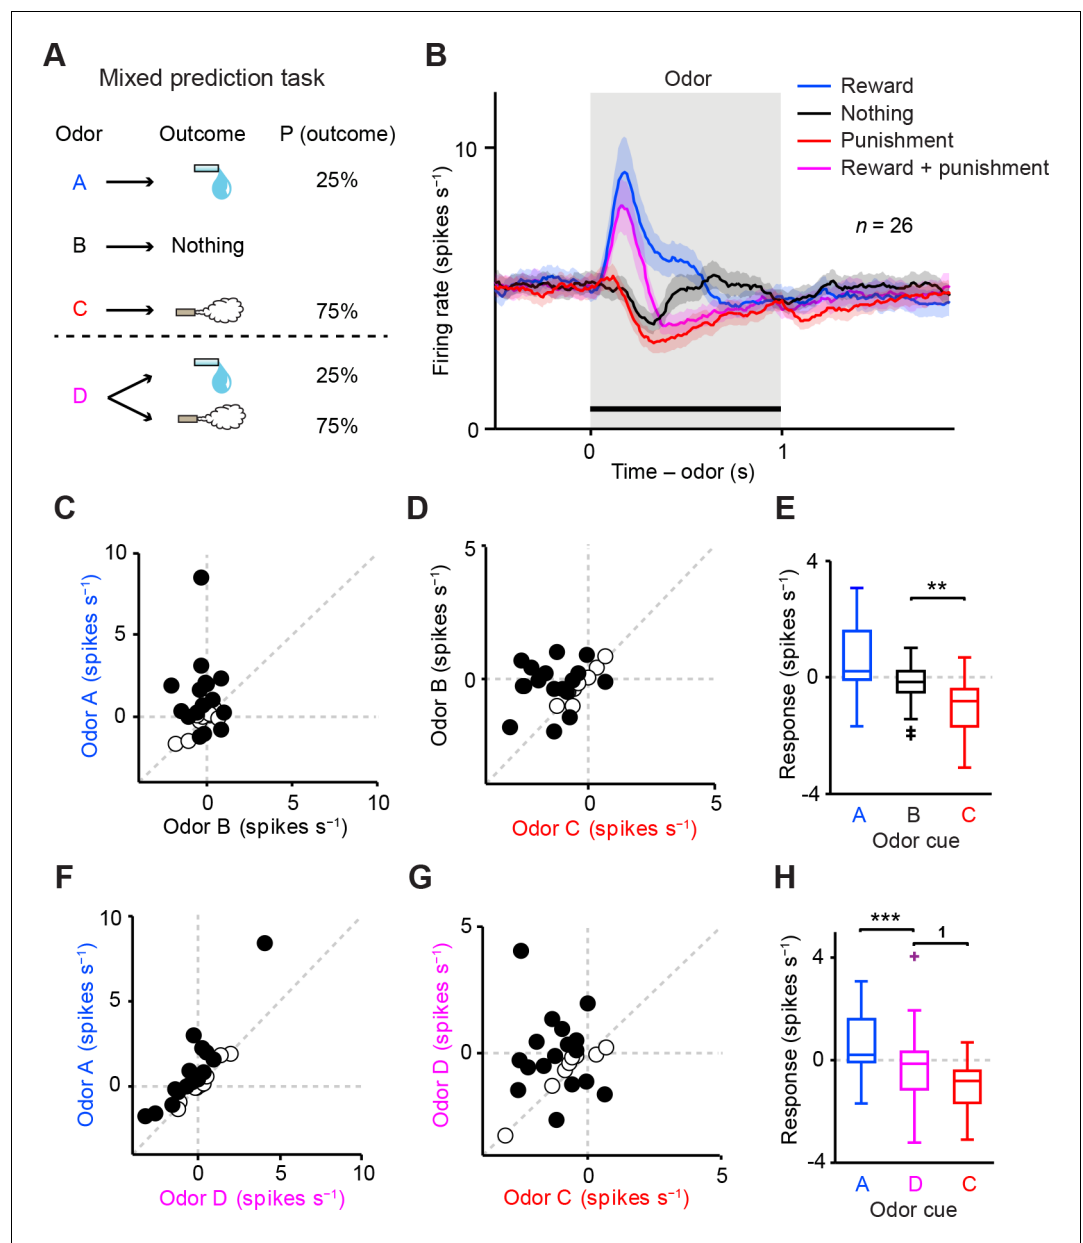 A
Mixed prediction task
Odor Outcome P (outcome)
A 25%
B Nothing
C 75%
D 25%
75%
B
Odor
Reward
Nothing
Punishment
Reward + punishment
n = 26
Firing rate (spikes s⁻¹)
10
0
0 1
Time – odor (s)
C
Odor A (spikes s⁻¹)
10
5
0
0 5 10
Odor B (spikes s⁻¹)
D
Odor B (spikes s⁻¹)
5
0
0 5
Odor C (spikes s⁻¹)
E
Response (spikes s⁻¹)
4
0
-4
**
A B C
Odor cue
F
Odor A (spikes s⁻¹)
10
5
0
0 5 10
Odor D (spikes s⁻¹)
G
Odor D (spikes s⁻¹)
5
0
0 5
Odor C (spikes s⁻¹)
H
Response (spikes s⁻¹)
4
0
-4
*** 1
A D C
Odor cue